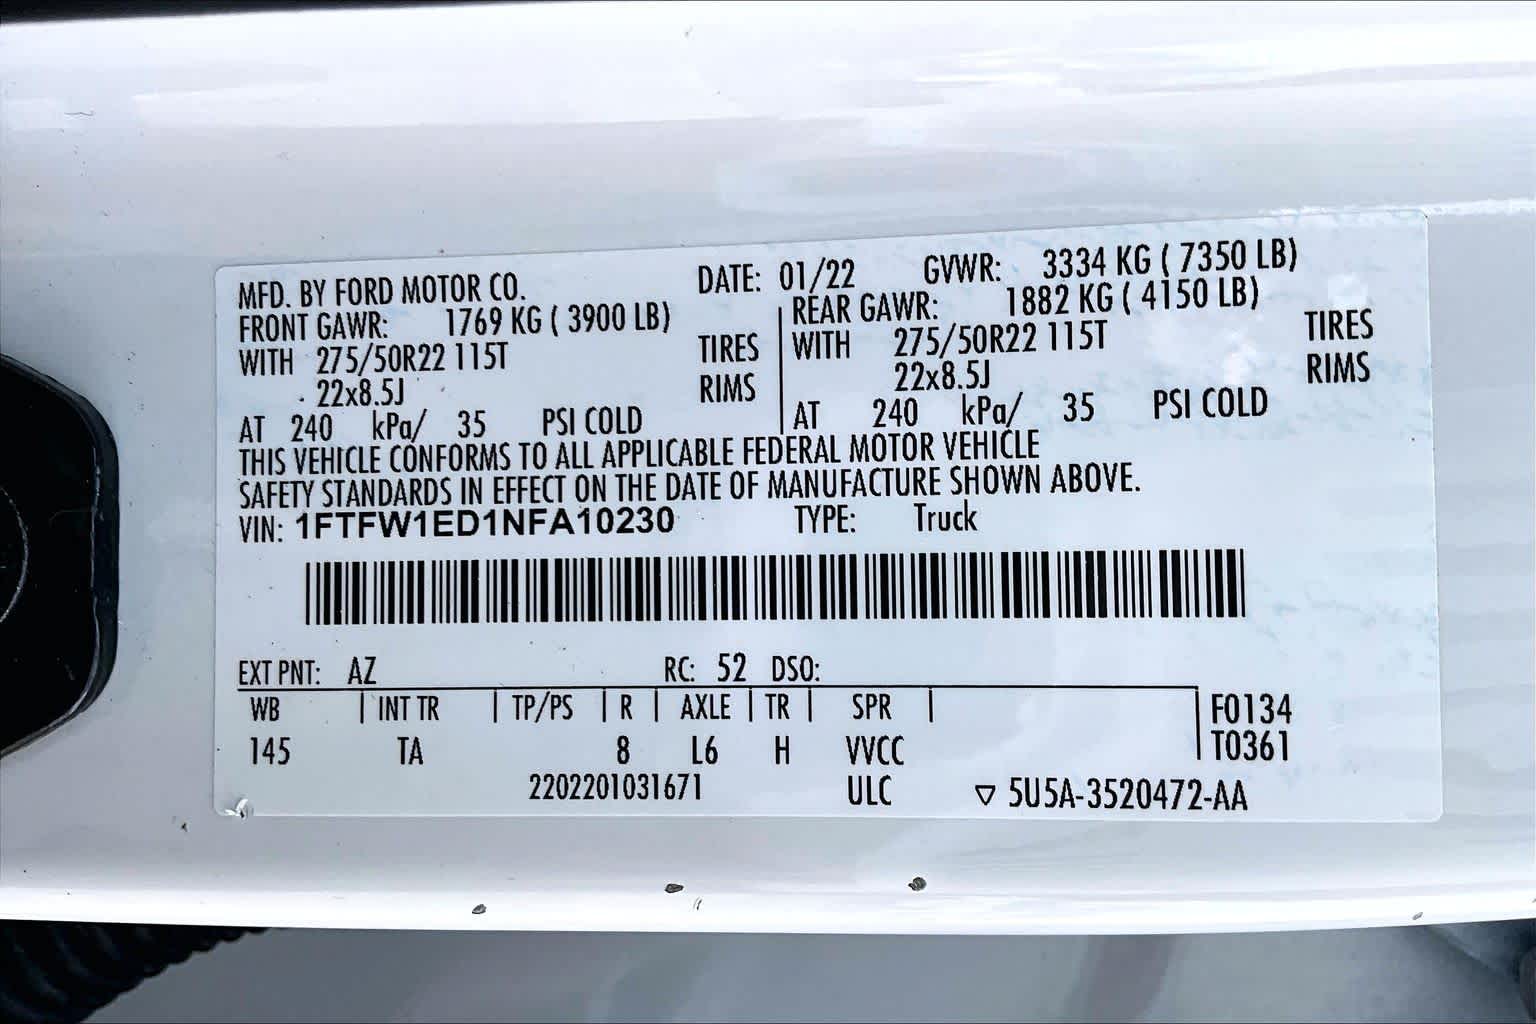 MFD. BY FORD MOTOR CO. DATE: 01/22 GVWR: 3334 KG ( 7350 LB)
FRONT GAWR: 1769 KG ( 3900 LB) REAR GAWR: 1882 KG ( 4150 LB)
WITH 275/50R22 115T TIRES WITH 275/50R22 115T TIRES
22x8.5J RIMS 22x8.5J RIMS
AT 240 kPa/ 35 PSI COLD AT 240 kPa/ 35 PSI COLD
THIS VEHICLE CONFORMS TO ALL APPLICABLE FEDERAL MOTOR VEHICLE
SAFETY STANDARDS IN EFFECT ON THE DATE OF MANUFACTURE SHOWN ABOVE.
VIN: 1FTFW1ED1NFA10230 TYPE: Truck
EXT PNT: AZ RC: 52 DSO:
WB INT TR TP/PS R AXLE TR SPR F0134
145 TA 8 L6 H VVCC T0361
2202201031671 ULC ▽ 5U5A-3520472-AA